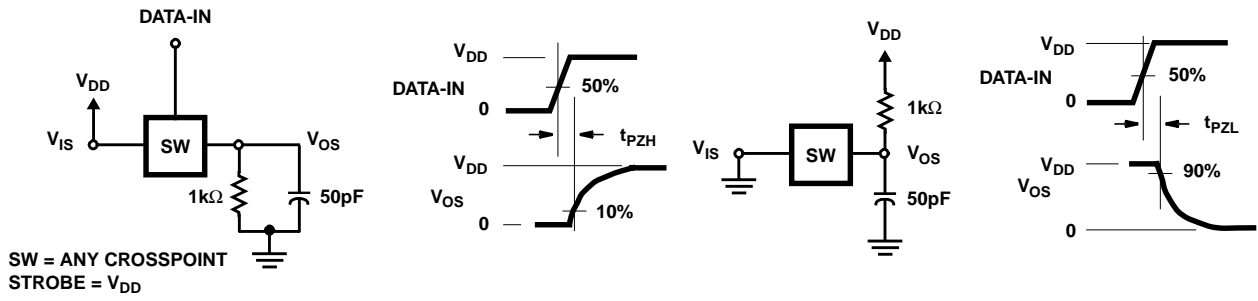 DATA-IN
V_DD
V_IS
SW
V_OS
1kΩ
50pF
SW = ANY CROSSPOINT
STROBE = V_DD
V_DD
DATA-IN
50%
0
t_PZH
V_DD
V_OS
10%
0
V_DD
1kΩ
V_IS
SW
V_OS
50pF
V_DD
DATA-IN
50%
0
t_PZL
V_DD
90%
V_OS
0